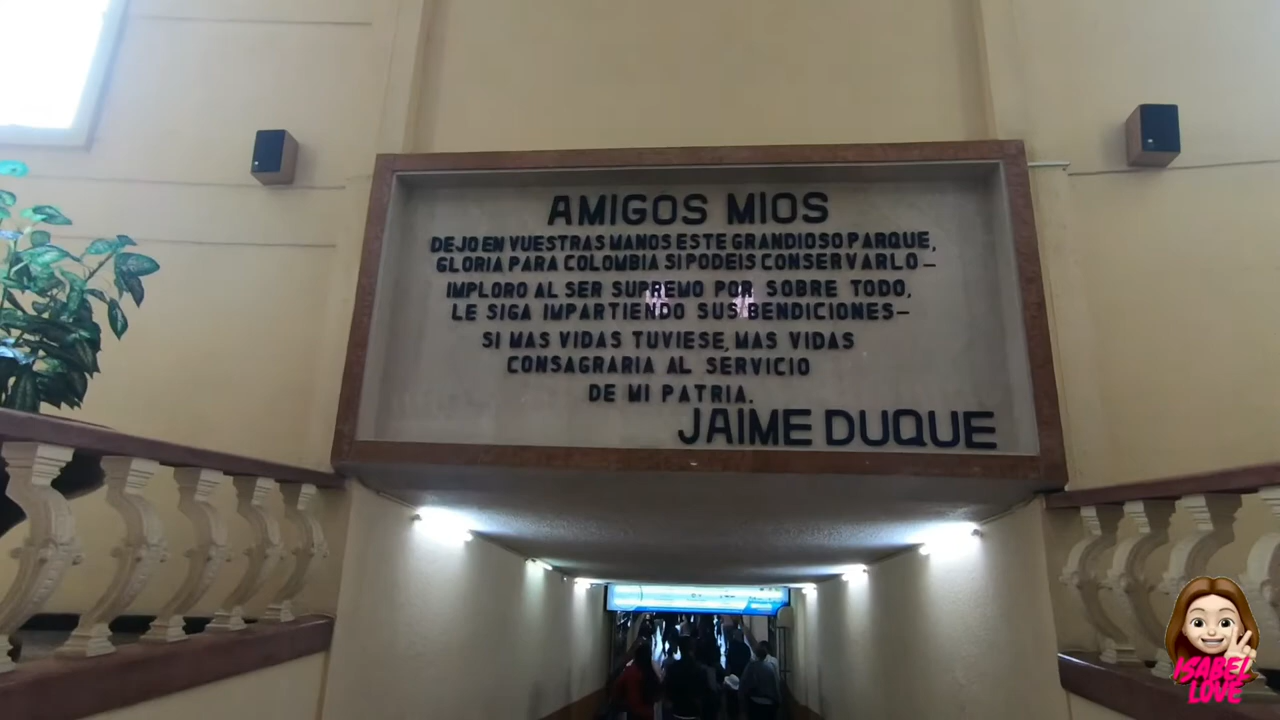 AMIGOS MIOS
DEJO EN VUESTRAS MANOS ESTE GRANDIOSO PARQUE,
GLORIA PARA COLOMBIA SI PODEIS CONSERVARLO -
IMPLORO AL SER SUPREMO POR SOBRE TODO,
LE SIGA IMPARTIENDO SUS BENDICIONES-
SI MAS VIDAS TUVIESE, MAS VIDAS
CONSAGRARIA AL SERVICIO
DE MI PATRIA.
JAIME DUQUE
ISABEL
LOVE